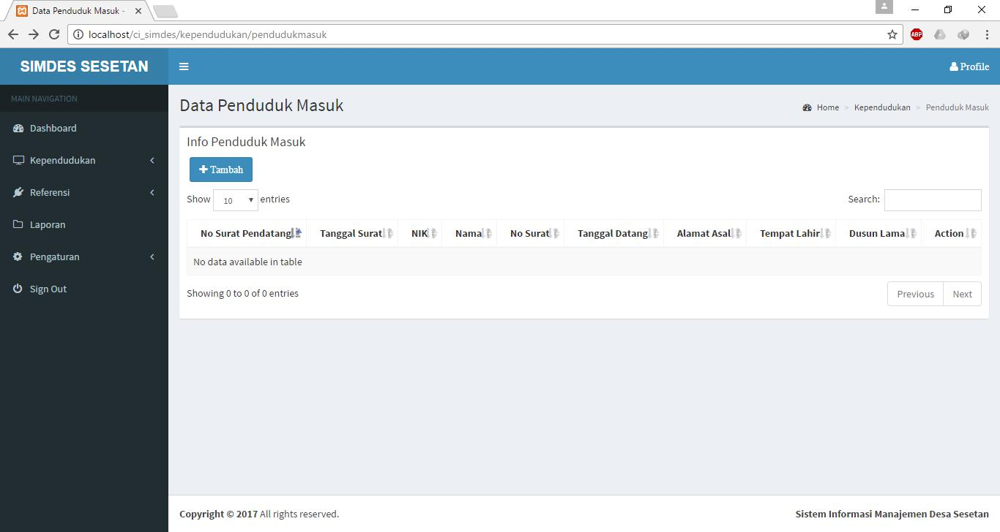 Data Penduduk Masuk -
localhost/ci_simdes/kependudukan/pendudukmasuk
ABP
SIMDES SESETAN
Profile
MAIN NAVIGATION
Dashboard
Kependudukan
Referensi
Laporan
Pengaturan
Sign Out
Data Penduduk Masuk
Home > Kependudukan > Penduduk Masuk
Info Penduduk Masuk
Tambah
Show 10 entries
Search:
No Surat Pendatang Tanggal Surat NIK Nama No Surat Tanggal Datang Alamat Asal Tempat Lahir Dusun Lama Action
No data available in table
Showing 0 to 0 of 0 entries
Previous Next
Copyright © 2017 All rights reserved.
Sistem Informasi Manajemen Desa Sesetan